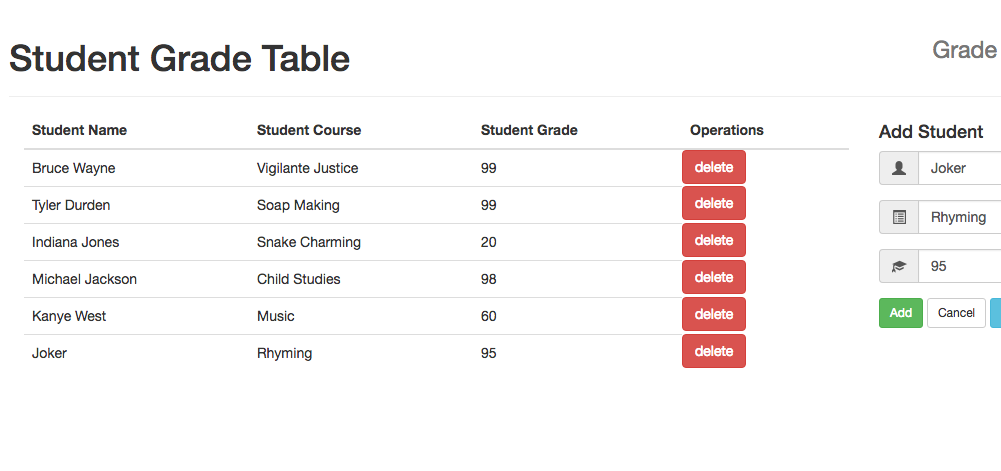 Student Grade Table
Grade
Student Name Student Course Student Grade Operations
Bruce Wayne Vigilante Justice 99 delete
Tyler Durden Soap Making 99 delete
Indiana Jones Snake Charming 20 delete
Michael Jackson Child Studies 98 delete
Kanye West Music 60 delete
Joker Rhyming 95 delete
Add Student
Joker
Rhyming
95
Add Cancel